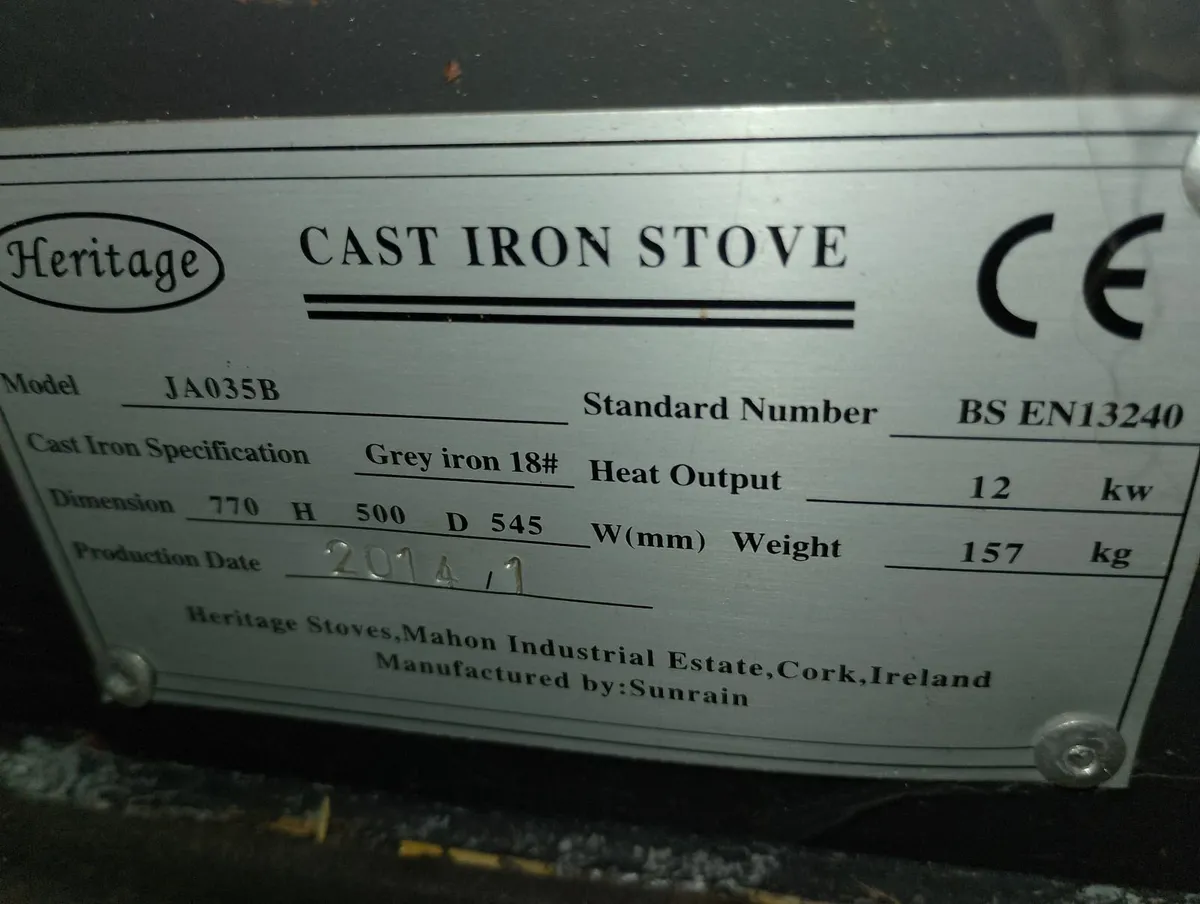 Heritage CAST IRON STOVE CE
Model JA035B Standard Number BS EN13240
Cast Iron Specification Grey iron 18# Heat Output 12 kw
Dimension 770 H 500 D 545 W(mm) Weight 157 kg
Production Date 2014,1
Heritage Stoves,Mahon Industrial Estate,Cork,Ireland
Manufactured by:Sunrain